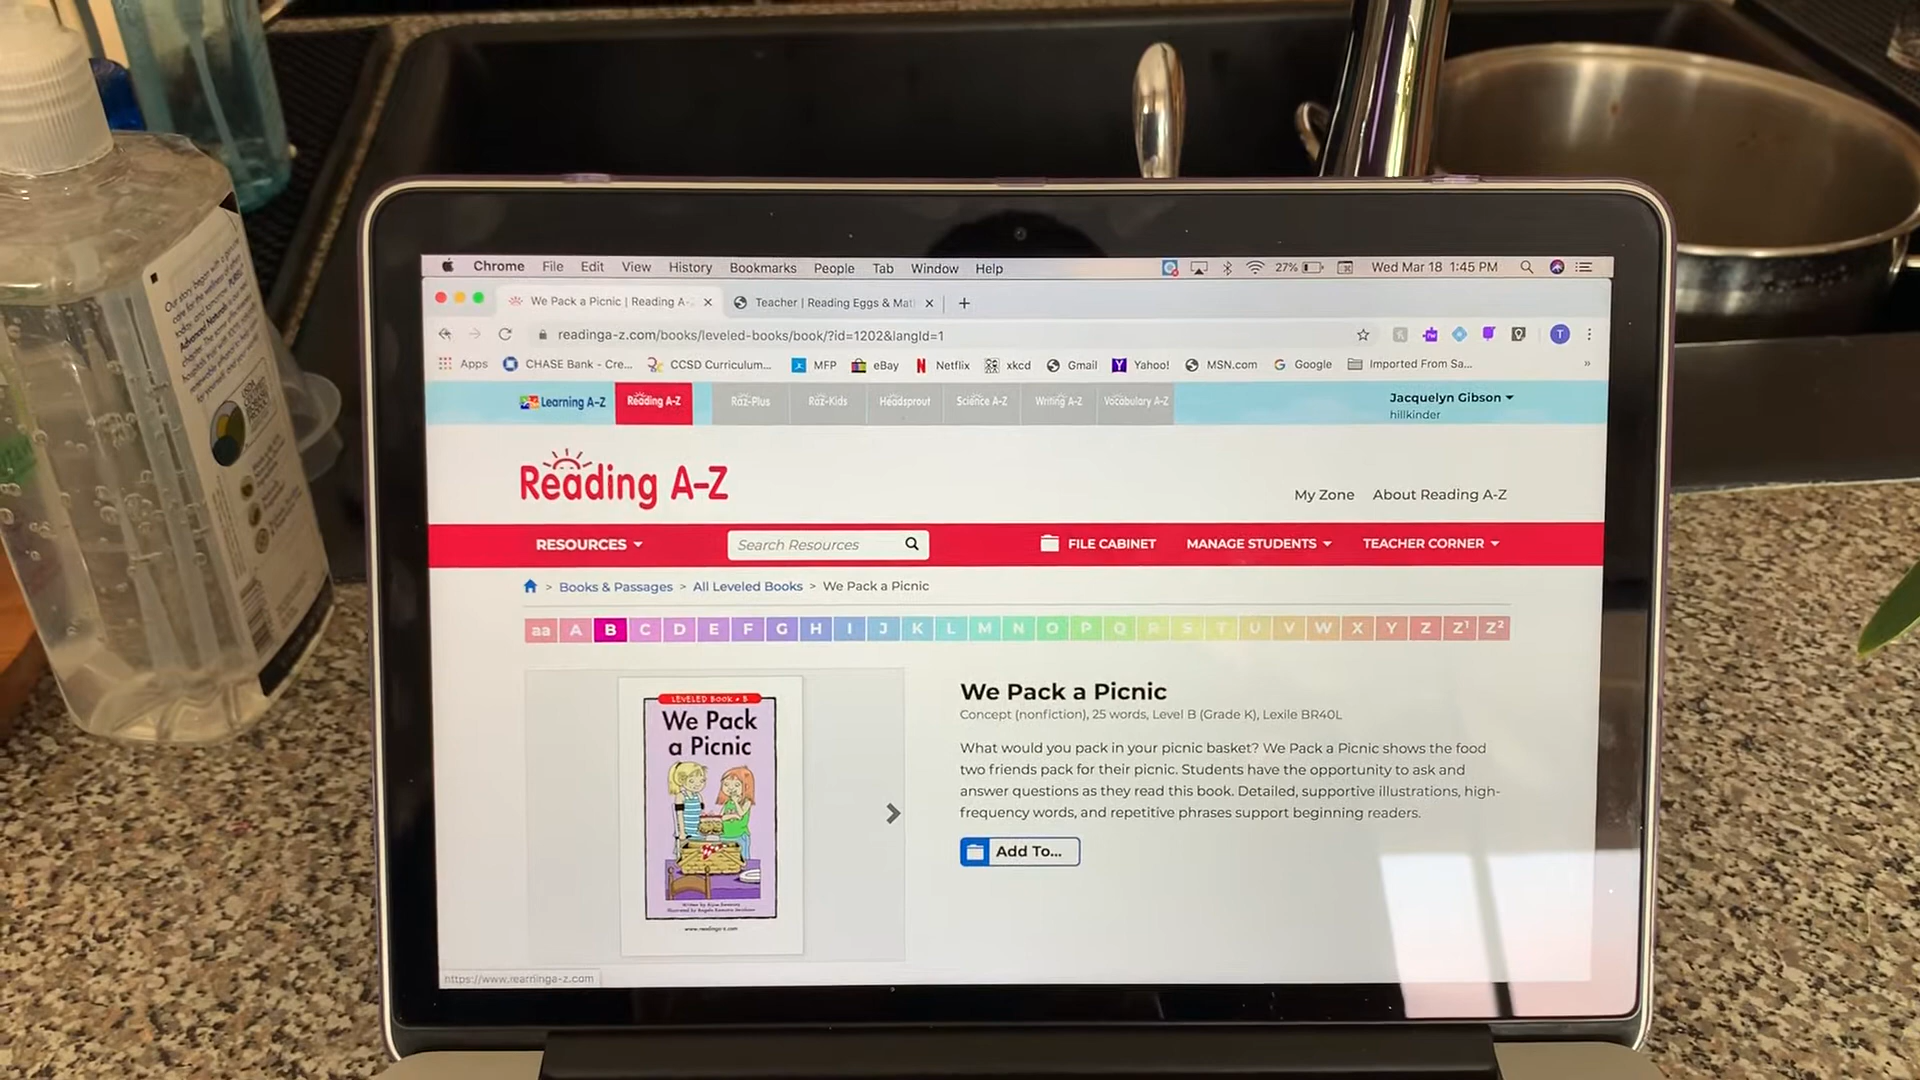 Chrome File Edit View History Bookmarks People Tab Window Help 27% Wed Mar 18 1:45 PM
We Pack a Picnic | Reading A- Teacher | Reading Eggs & Mat
readinga-z.com/books/leveled-books/book/?id=1202&langId=1 T
Apps CHASE Bank - Cre... CCSD Curriculum... MFP eBay Netflix xkcd Gmail Yahoo! MSN.com Google Imported From Sa... »
Learning A-Z Reading A-Z Raz-Plus Raz-Kids Headsprout Science A-Z Writing A-Z Vocabulary A-Z Jacquelyn Gibson
hillkinder
Reading A-Z
My Zone About Reading A-Z
RESOURCES Search Resources FILE CABINET MANAGE STUDENTS TEACHER CORNER
> Books & Passages > All Leveled Books > We Pack a Picnic
aa A B C D E F G H I J K L M N O P Q R S T U V W X Y Z Z¹ Z²
LEVELED BOOK • B
We Pack
a Picnic
www.readinga-z.com
We Pack a Picnic
Concept (nonfiction), 25 words, Level B (Grade K), Lexile BR40L
What would you pack in your picnic basket? We Pack a Picnic shows the food
two friends pack for their picnic. Students have the opportunity to ask and
answer questions as they read this book. Detailed, supportive illustrations, high-
frequency words, and repetitive phrases support beginning readers.
Add To...
Our story began with a